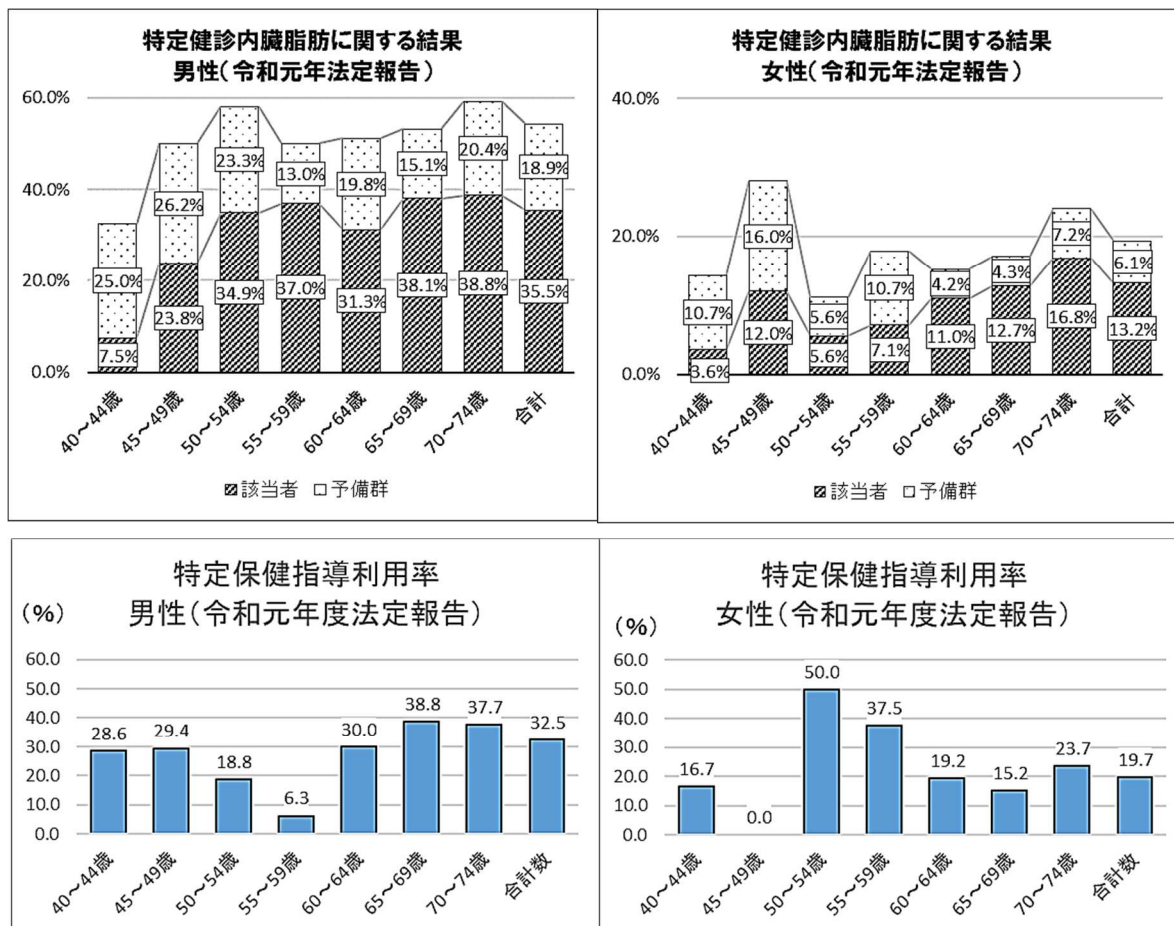 特定健診内臓脂肪に関する結果
男性(令和元年法定報告)
60.0%
40.0%
20.0%
0.0%
25.0%
26.2%
23.3%
13.0%
19.8%
15.1%
20.4%
18.9%
7.5%
23.8%
34.9%
37.0%
31.3%
38.1%
38.8%
35.5%
40～44歳
45～49歳
50～54歳
55～59歳
60～64歳
65～69歳
70～74歳
合計
該当者 予備群
特定健診内臓脂肪に関する結果
女性(令和元年法定報告)
40.0%
20.0%
0.0%
10.7%
16.0%
5.6%
10.7%
4.2%
4.3%
7.2%
6.1%
3.6%
12.0%
5.6%
7.1%
11.0%
12.7%
16.8%
13.2%
40～44歳
45～49歳
50～54歳
55～59歳
60～64歳
65～69歳
70～74歳
合計
該当者 予備群
特定保健指導利用率
男性(令和元年度法定報告)
(%)
60.0
50.0
40.0
30.0
20.0
10.0
0.0
28.6
29.4
18.8
6.3
30.0
38.8
37.7
32.5
40～44歳
45～49歳
50～54歳
55～59歳
60～64歳
65～69歳
70～74歳
合計数
特定保健指導利用率
女性(令和元年度法定報告)
(%)
60.0
50.0
40.0
30.0
20.0
10.0
0.0
16.7
0.0
50.0
37.5
19.2
15.2
23.7
19.7
40～44歳
45～49歳
50～54歳
55～59歳
60～64歳
65～69歳
70～74歳
合計数